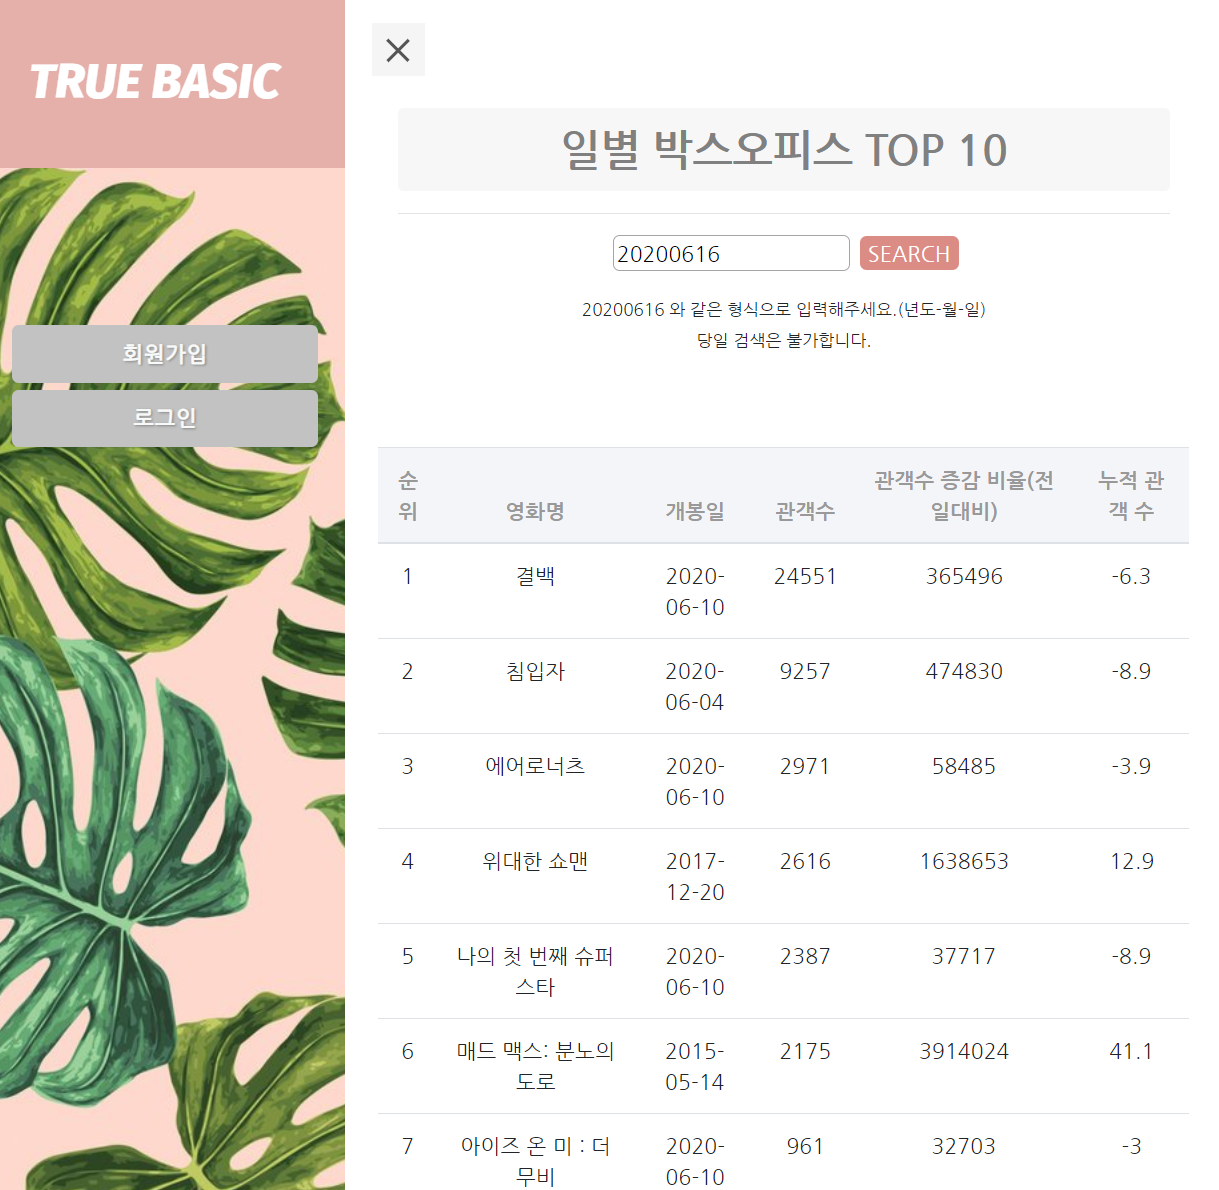 TRUE BASIC
회원가입
로그인
일별 박스오피스 TOP 10
20200616 SEARCH
20200616 와 같은 형식으로 입력해주세요.(년도-월-일)
당일 검색은 불가합니다.
순 관객수 증감 비율(전 누적 관
위 영화명 개봉일 관객수 일대비) 객 수
1 결백 2020- 24551 365496 -6.3
06-10
2 침입자 2020- 9257 474830 -8.9
06-04
3 에어로너츠 2020- 2971 58485 -3.9
06-10
4 위대한 쇼맨 2017- 2616 1638653 12.9
12-20
5 나의 첫 번째 슈퍼 2020- 2387 37717 -8.9
스타 06-10
6 매드 맥스: 분노의 2015- 2175 3914024 41.1
도로 05-14
7 아이즈 온 미 : 더 2020- 961 32703 -3
무비 06-10